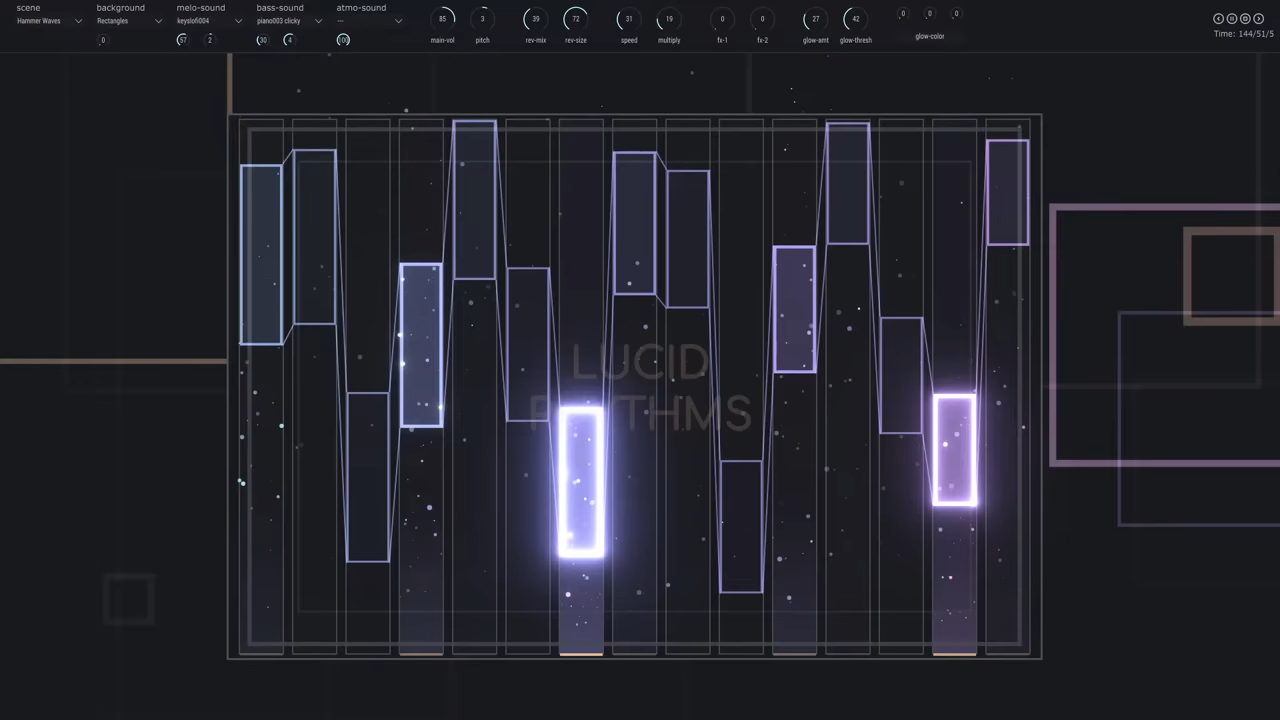 scene
Hammer Waves
background
Rectangles
0
melo-sound
keyslofi004
57 2
bass-sound
piano003 clicky
30 4
atmo-sound
---
100
85
main-vol
3
pitch
39
rev-mix
72
rev-size
31
speed
19
multiply
0
fx-1
0
fx-2
27
glow-amt
42
glow-thresh
0 0 0
glow-color
Time: 144/51/5
LUCID
RHYTHMS